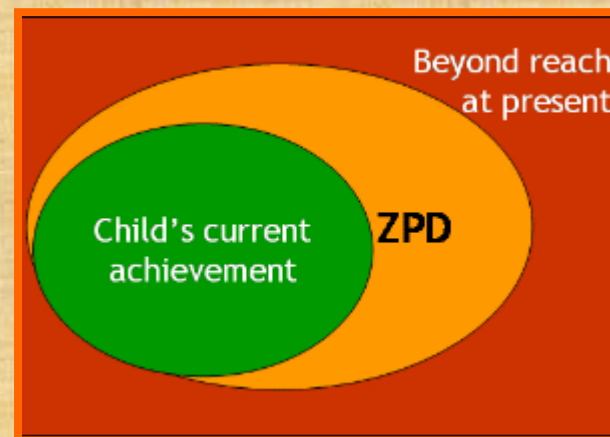 Beyond reach
at present
Child’s current
achievement
ZPD